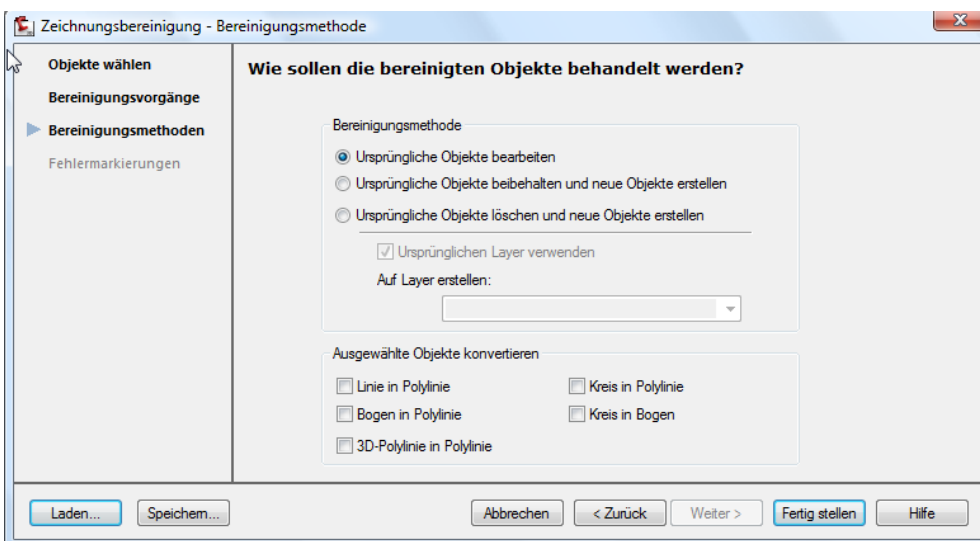 Zeichnungsbereinigung - Bereinigungsmethode
Objekte wählen
Bereinigungsvorgänge
Bereinigungsmethoden
Fehlermarkierungen
Wie sollen die bereinigten Objekte behandelt werden?
Bereinigungsmethode
Ursprüngliche Objekte bearbeiten
Ursprüngliche Objekte beibehalten und neue Objekte erstellen
Ursprüngliche Objekte löschen und neue Objekte erstellen
Ursprünglichen Layer verwenden
Auf Layer erstellen:
Ausgewählte Objekte konvertieren
Linie in Polylinie
Kreis in Polylinie
Bogen in Polylinie
Kreis in Bogen
3D-Polylinie in Polylinie
Laden... Speichern... Abbrechen < Zurück Weiter > Fertig stellen Hilfe